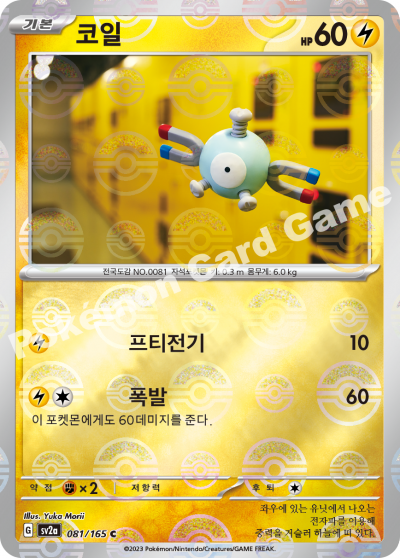 기본 코일 HP 60
전국도감 NO.0081 자석포켓몬 키: 0.3 m 몸무게: 6.0 kg
프티전기 10
폭발 60
이 포켓몬에게도 60데미지를 준다.
약점 ×2 저항력 후퇴
Illus. Yuka Morii
G sv2a 081/165 C
좌우에 있는 유닛에서 나오는
전자파를 이용해
중력을 거슬러 하늘에 떠 있다.
©2023 Pokémon/Nintendo/Creatures/GAME FREAK.
Pokémon Card Game